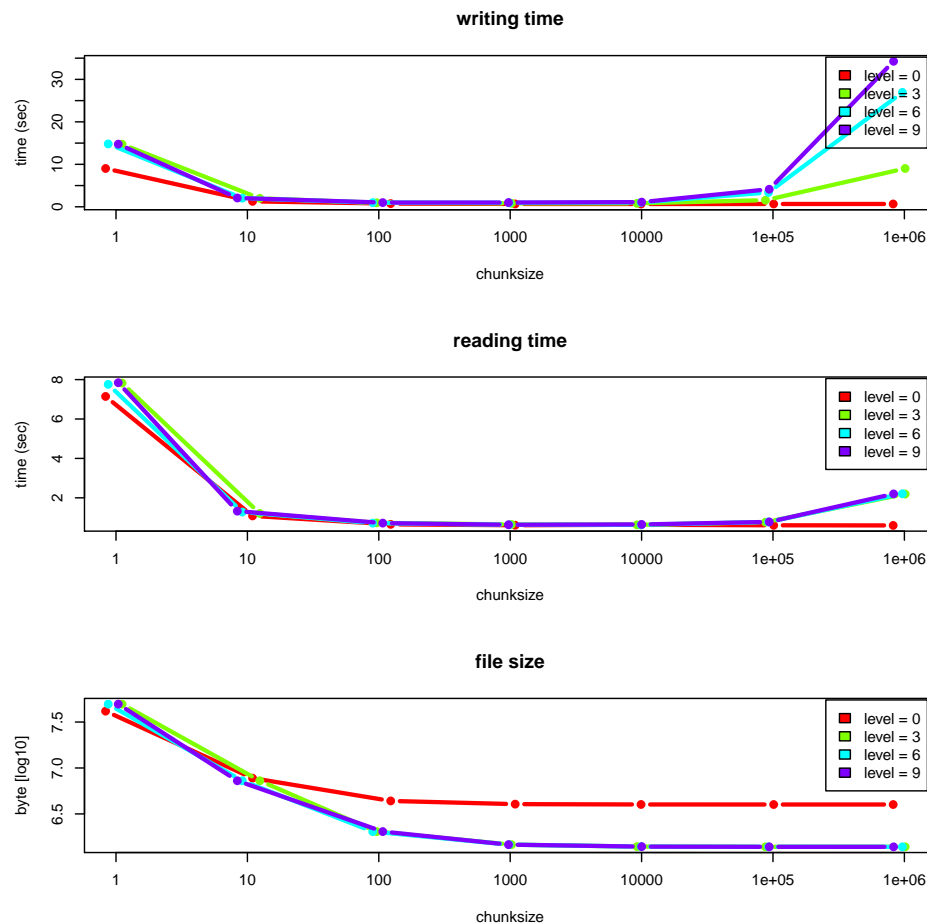 writing time
time (sec)
0
10
20
30
level = 0
level = 3
level = 6
level = 9
1
10
100
1000
10000
1e+05
1e+06
chunksize
reading time
time (sec)
2
4
6
8
level = 0
level = 3
level = 6
level = 9
1
10
100
1000
10000
1e+05
1e+06
chunksize
file size
byte [log10]
6.5
7.0
7.5
level = 0
level = 3
level = 6
level = 9
1
10
100
1000
10000
1e+05
1e+06
chunksize